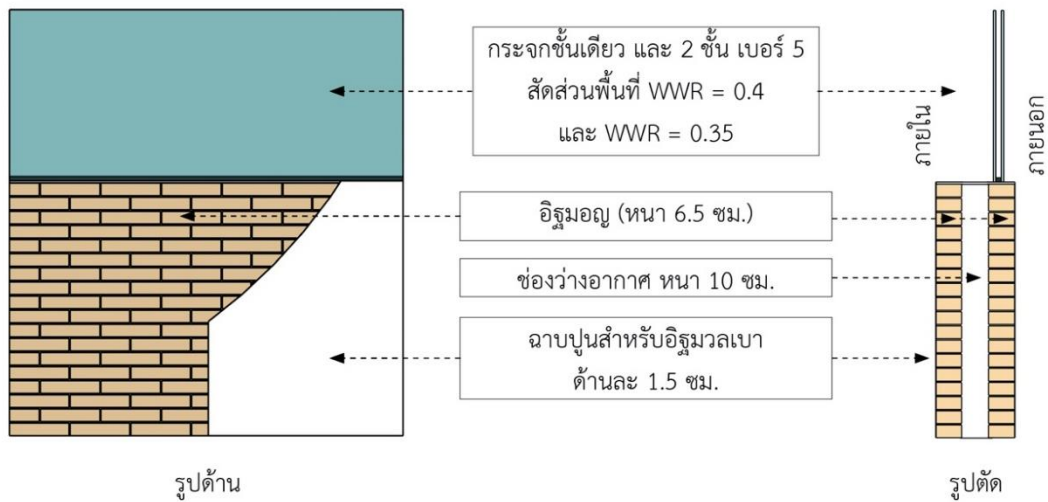 กระจกชั้นเดียว และ 2 ชั้น เบอร์ 5
สัดส่วนพื้นที่ WWR = 0.4
และ WWR = 0.35
ภายใน
ภายนอก
อิฐมอญ (หนา 6.5 ซม.)
ช่องว่างอากาศ หนา 10 ซม.
ฉาบปูนสำหรับอิฐมวลเบา
ด้านละ 1.5 ซม.
รูปด้าน
รูปตัด